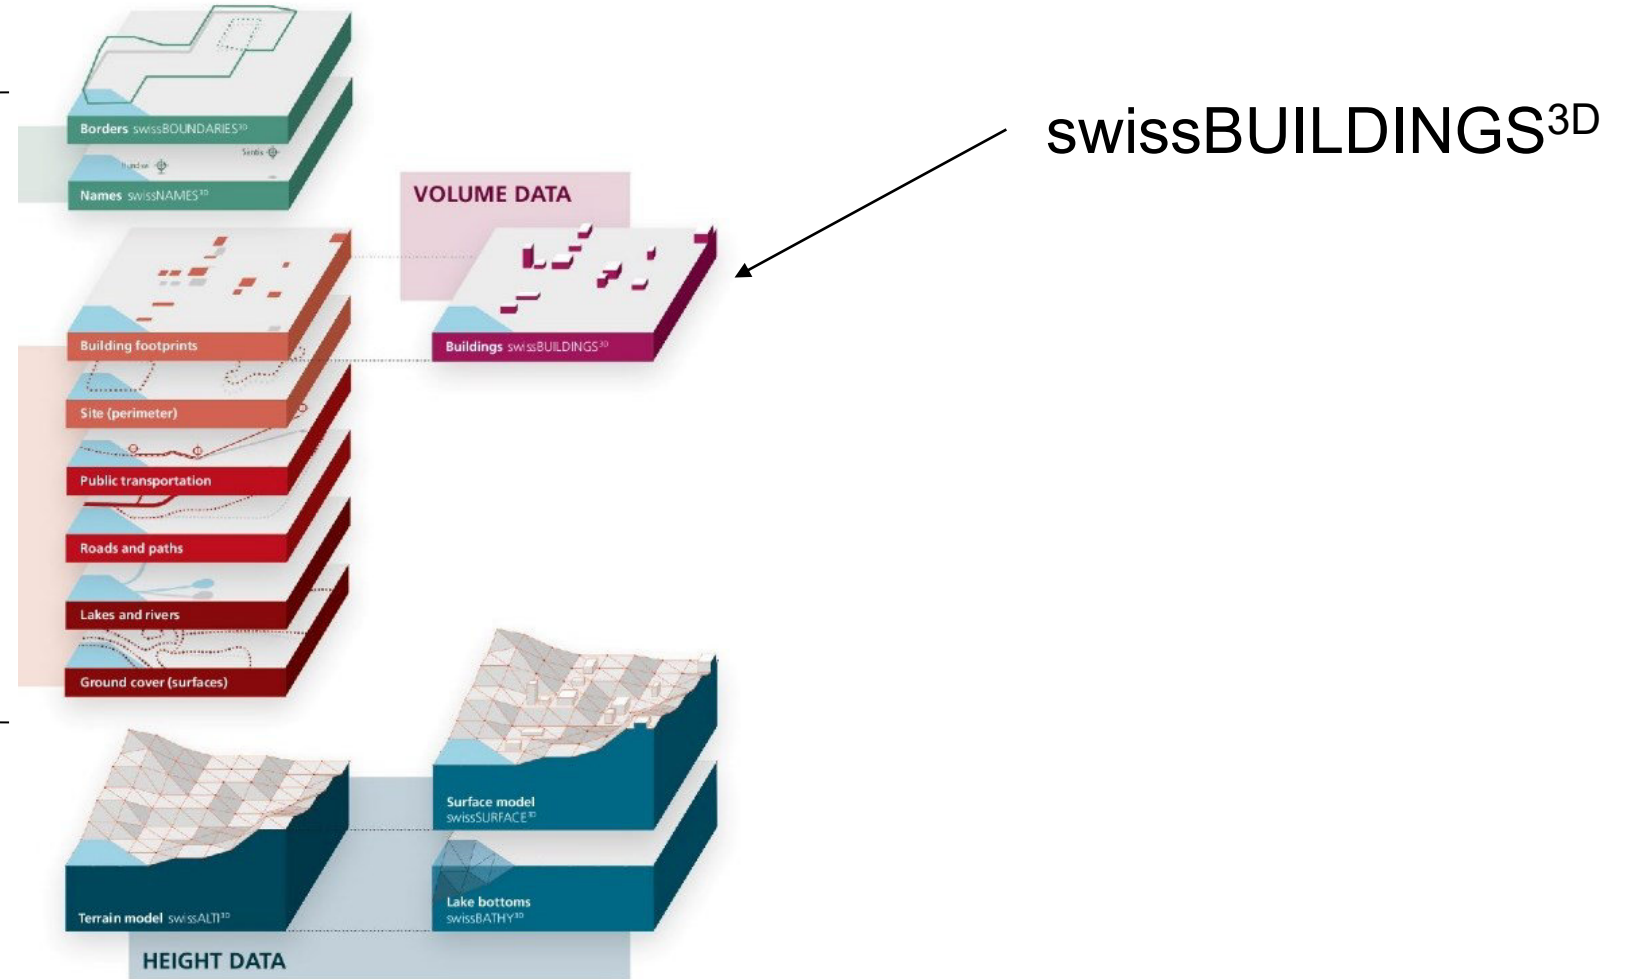 Borders swissBOUNDARIES³ᴰ
Säntis
Names swissNAMES³ᴰ
VOLUME DATA
swissBUILDINGS³ᴰ
Building footprints
Buildings swissBUILDINGS³ᴰ
Site (perimeter)
Public transportation
Roads and paths
Lakes and rivers
Ground cover (surfaces)
Surface model
swissSURFACE³ᴰ
Terrain model swissALTI³ᴰ
Lake bottoms
swissBATHY³ᴰ
HEIGHT DATA